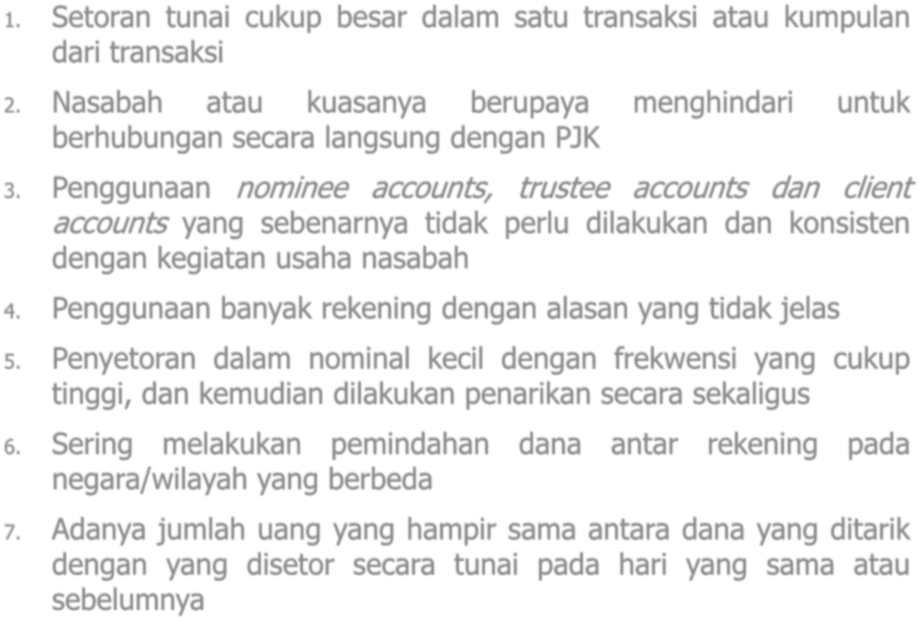 1. Setoran tunai cukup besar dalam satu transaksi atau kumpulan
dari transaksi
2. Nasabah atau kuasanya berupaya menghindari untuk
berhubungan secara langsung dengan PJK
3. Penggunaan nominee accounts, trustee accounts dan client
accounts yang sebenarnya tidak perlu dilakukan dan konsisten
dengan kegiatan usaha nasabah
4. Penggunaan banyak rekening dengan alasan yang tidak jelas
5. Penyetoran dalam nominal kecil dengan frekwensi yang cukup
tinggi, dan kemudian dilakukan penarikan secara sekaligus
6. Sering melakukan pemindahan dana antar rekening pada
negara/wilayah yang berbeda
7. Adanya jumlah uang yang hampir sama antara dana yang ditarik
dengan yang disetor secara tunai pada hari yang sama atau
sebelumnya